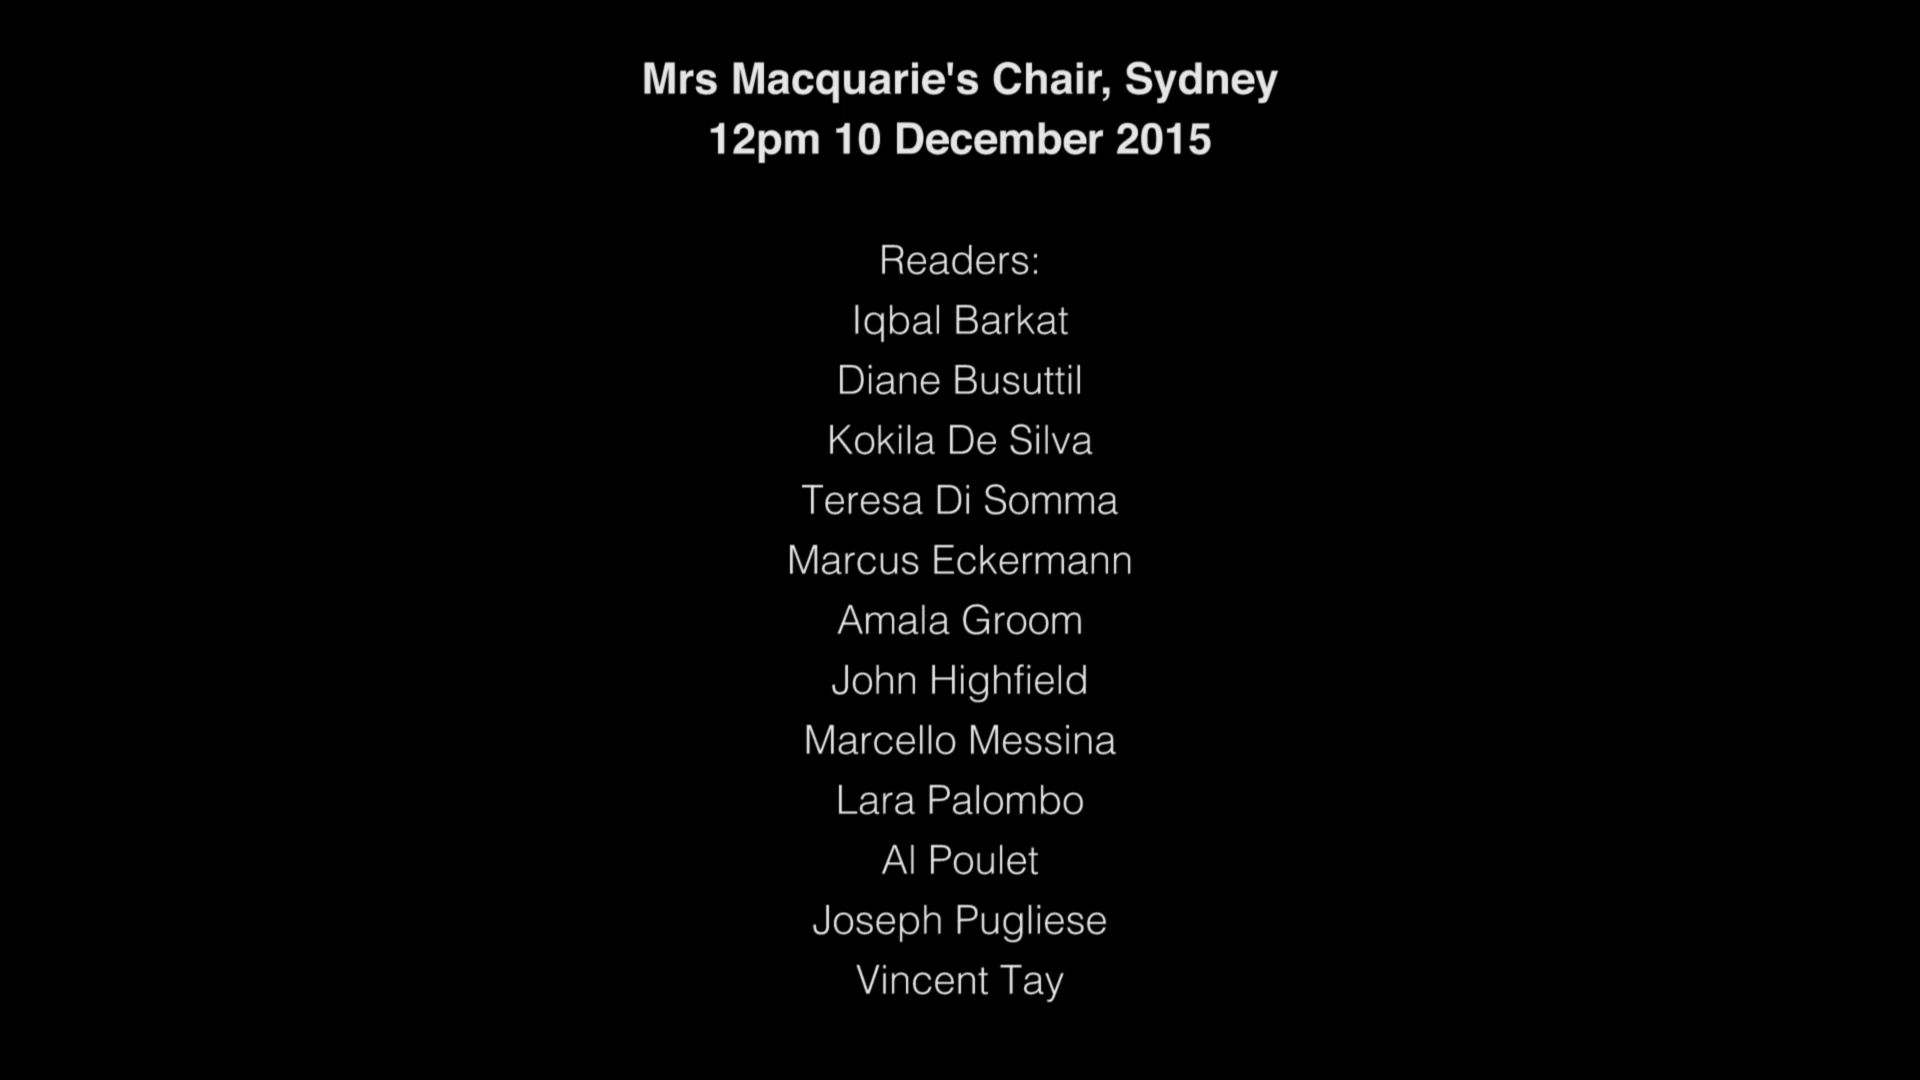 Mrs Macquarie's Chair, Sydney
12pm 10 December 2015
Readers:
Iqbal Barkat
Diane Busuttil
Kokila De Silva
Teresa Di Somma
Marcus Eckermann
Amala Groom
John Highfield
Marcello Messina
Lara Palombo
Al Poulet
Joseph Pugliese
Vincent Tay